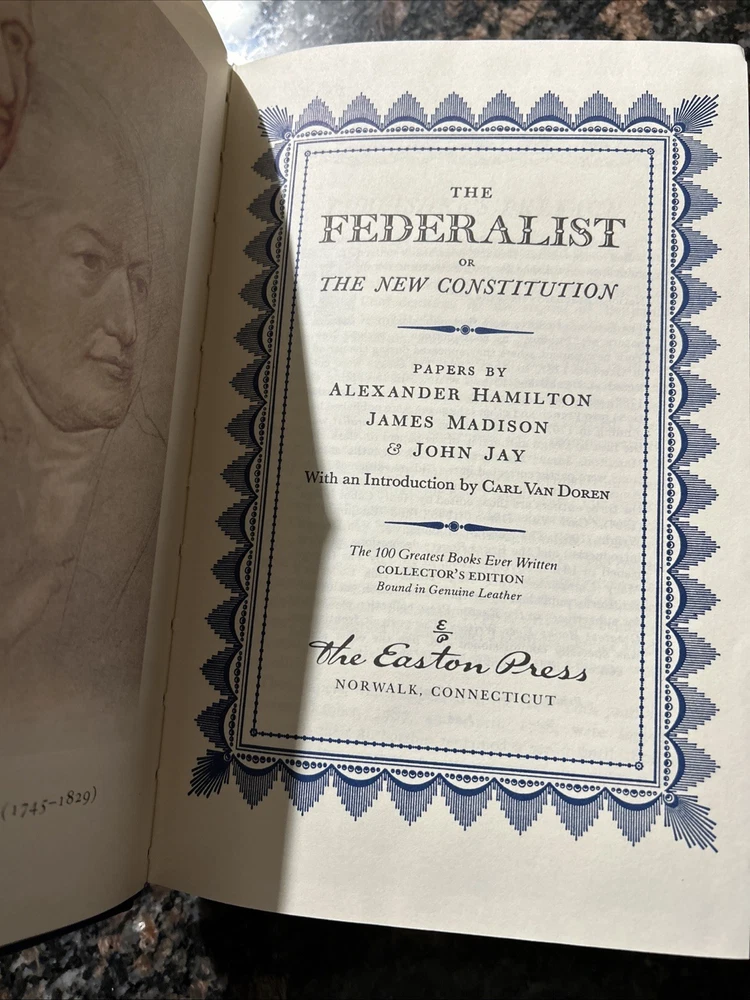 (1745-1829)
THE
FEDERALIST
OR
THE NEW CONSTITUTION
PAPERS BY
ALEXANDER HAMILTON
JAMES MADISON
& JOHN JAY
With an Introduction by CARL VAN DOREN
The 100 Greatest Books Ever Written
COLLECTOR'S EDITION
Bound in Genuine Leather
E
P
The Easton Press
NORWALK, CONNECTICUT